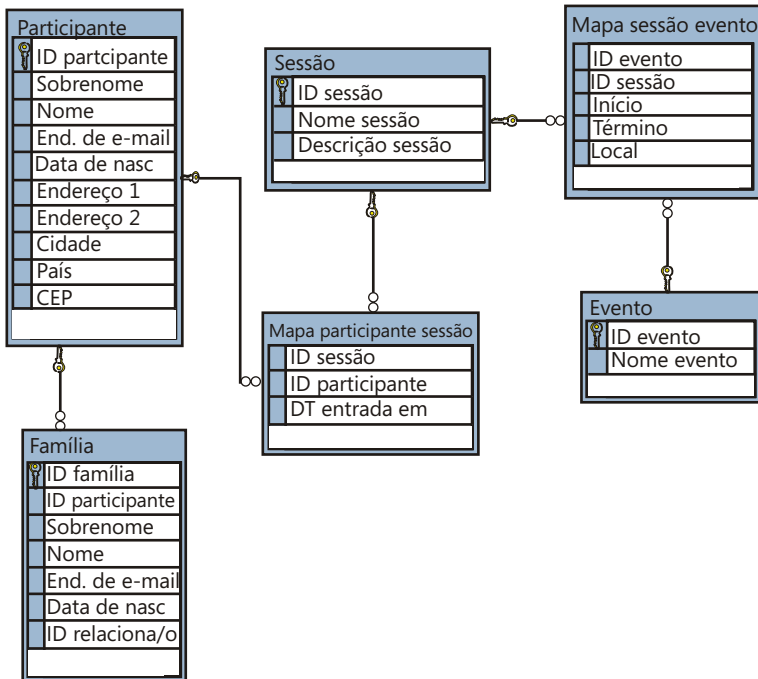 Participante
ID partcipante
Sobrenome
Nome
End. de e-mail
Data de nasc
Endereço 1
Endereço 2
Cidade
País
CEP
Sessão
ID sessão
Nome sessão
Descrição sessão
Mapa sessão evento
ID evento
ID sessão
Início
Término
Local
Mapa participante sessão
ID sessão
ID participante
DT entrada em
Evento
ID evento
Nome evento
Família
ID família
ID participante
Sobrenome
Nome
End. de e-mail
Data de nasc
ID relaciona/o